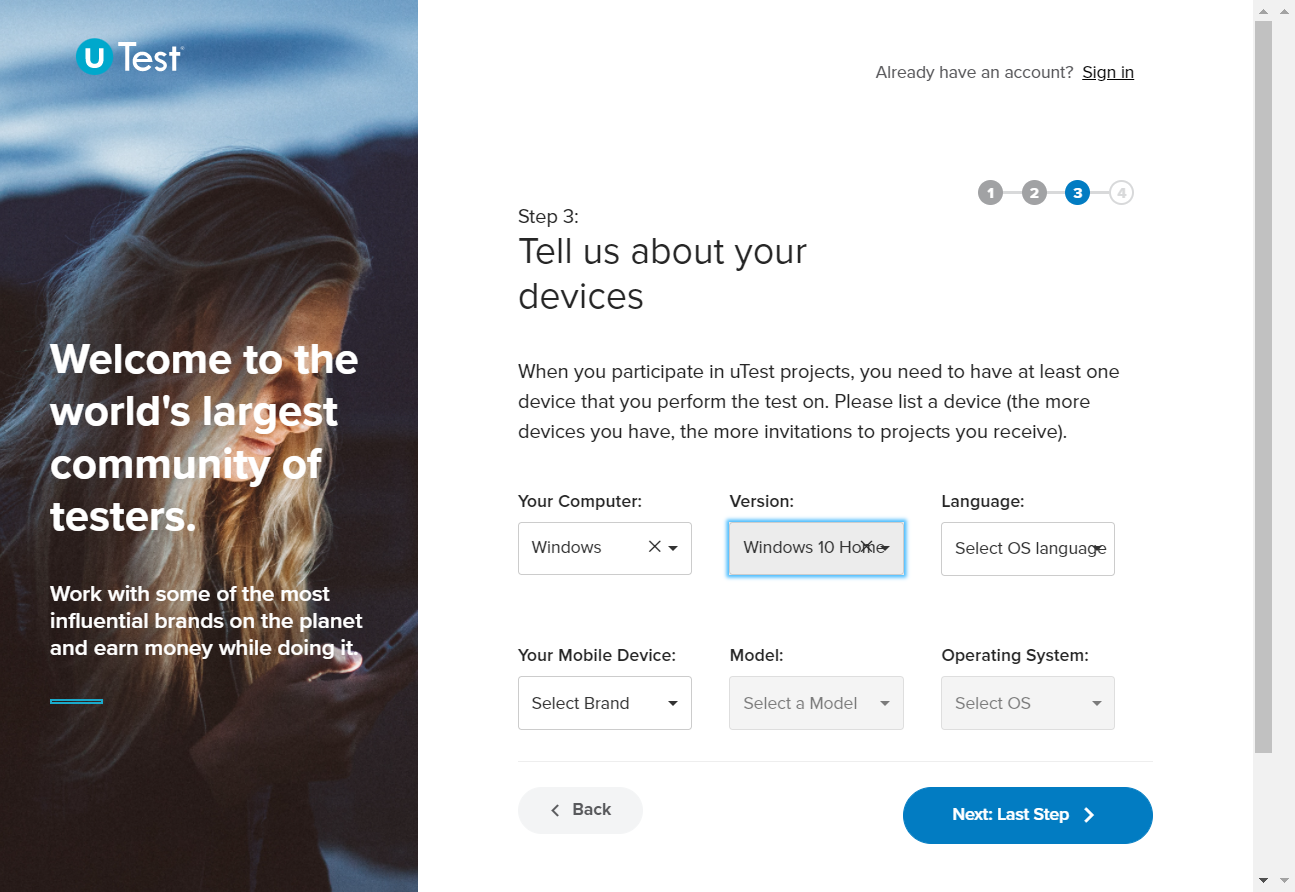 U Test
Already have an account? Sign in
1 2 3 4
Step 3:
Tell us about your
devices
Welcome to the
world's largest
community of
testers.
Work with some of the most
influential brands on the planet
and earn money while doing it.
When you participate in uTest projects, you need to have at least one
device that you perform the test on. Please list a device (the more
devices you have, the more invitations to projects you receive).
Your Computer: Version: Language:
Windows Windows 10 Home Select OS language
Your Mobile Device: Model: Operating System:
Select Brand Select a Model Select OS
Back Next: Last Step